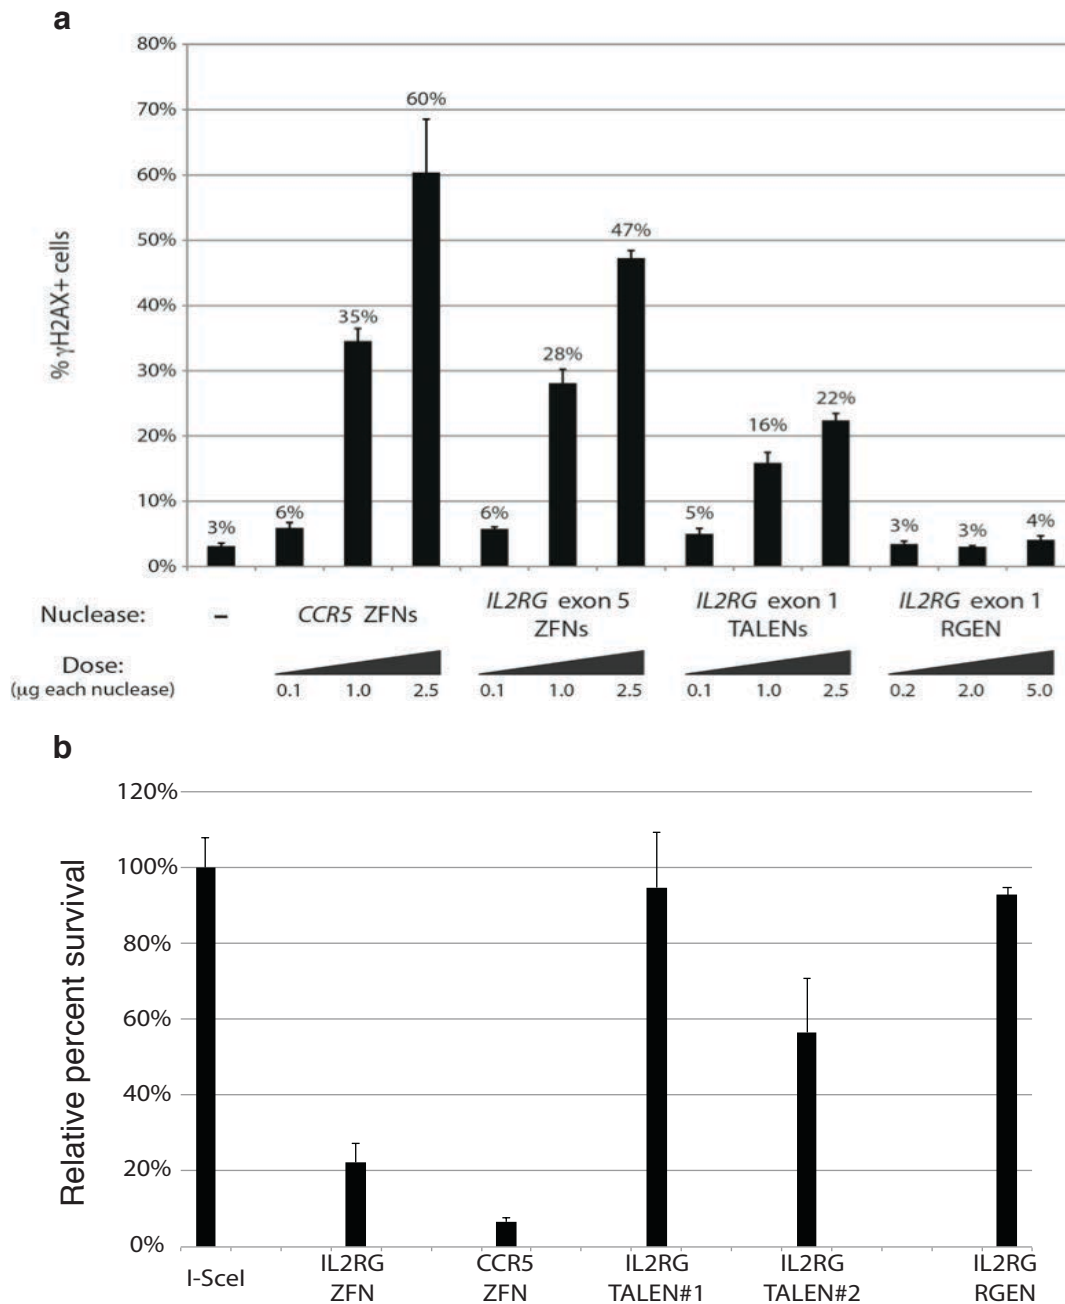 a
80%
70%
60%
50%
40%
30%
20%
10%
0%
% γH2AX+ cells
3%
6%
35%
60%
6%
28%
47%
5%
16%
22%
3%
3%
4%
Nuclease:
–
CCR5 ZFNs
IL2RG exon 5
ZFNs
IL2RG exon 1
TALENs
IL2RG exon 1
RGEN
Dose:
(μg each nuclease)
0.1 1.0 2.5
0.1 1.0 2.5
0.1 1.0 2.5
0.2 2.0 5.0
b
120%
100%
80%
60%
40%
20%
0%
Relative percent survival
I-SceI
IL2RG
ZFN
CCR5
ZFN
IL2RG
TALEN#1
IL2RG
TALEN#2
IL2RG
RGEN